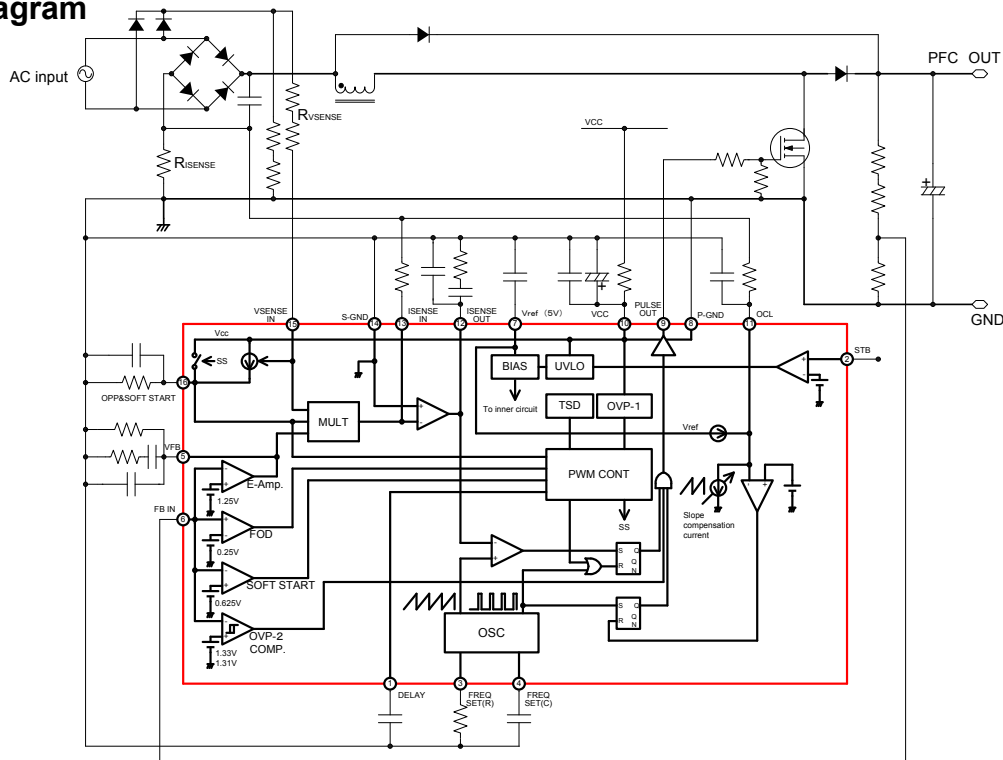 agram
AC input
PFC OUT
RVSENSE
VCC
RISENSE
GND
VSENSE IN
S-GND
ISENSE IN
ISENSE OUT
Vref (5V)
VCC
PULSE OUT
P-GND
OCL
15
14
13
12
7
10
9
8
11
Vcc
STB
2
SS
BIAS
UVLO
16
OPP&SOFT START
To inner circuit
TSD
OVP-1
MULT
Vref
VFB
5
E-Amp.
PWM CONT
1.25V
FB IN
6
FOD
SS
Slope
compensation
current
0.25V
S
Q
R
Q
N
SOFT START
0.625V
S
Q
R
Q
N
OVP-2
COMP.
OSC
1.33V
1.31V
1
DELAY
3
FREQ
SET(R)
4
FREQ
SET(C)